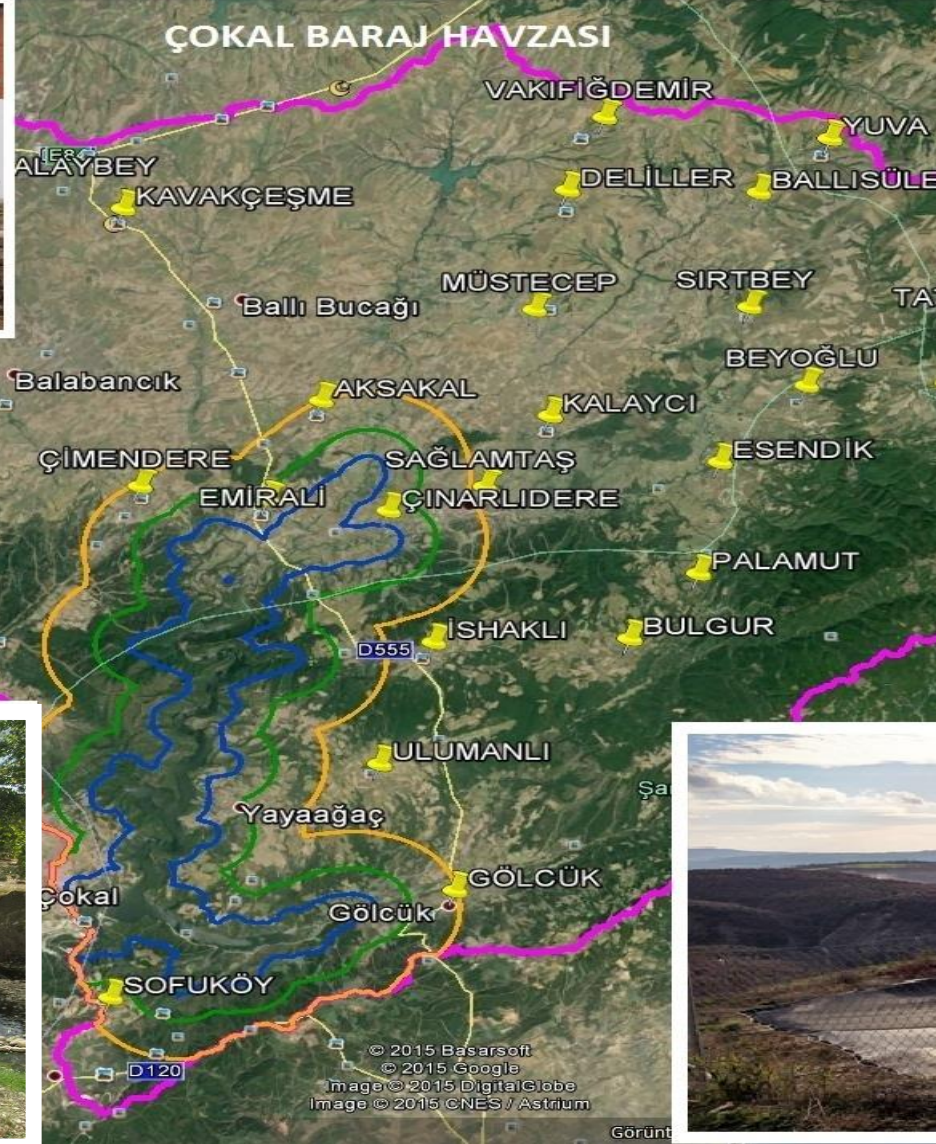 ÇOKAL BARAJ HAVZASI
VAKIFİĞDEMİR
YUVA
ALAYBEY
KAVAKÇEŞME
DELİLLER
BALLISÜLE
MÜSTECEP
SIRTBEY
Ballı Bucağı
BEYOĞLU
Balabancık
AKSAKAL
KALAYCI
ÇİMENDERE
SAĞLAMTAŞ
ESENDİK
EMİRALİ
ÇINARLIDERE
PALAMUT
İSHAKLI
BULGUR
D555
ULUMANLI
Yayaağaç
GÖLCÜK
Çokal
Gölcük
SOFUKÖY
D120
© 2015 Basarsoft
© 2015 Google
Image © 2015 DigitalGlobe
Image © 2015 CNES / Astrium